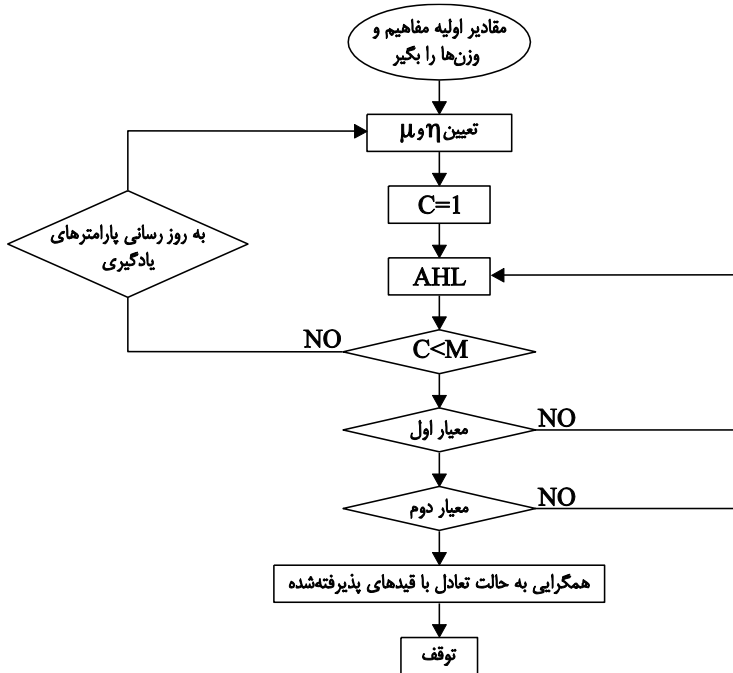 مقادیر اولیه مفاهیم و
وزن‌ها را بگیر
تعیین η و μ
C=1
به روز رسانی پارامترهای
یادگیری
AHL
NO
C<M
معیار اول
NO
معیار دوم
NO
همگرایی به حالت تعادل با قیدهای پذیرفته‌شده
توقف